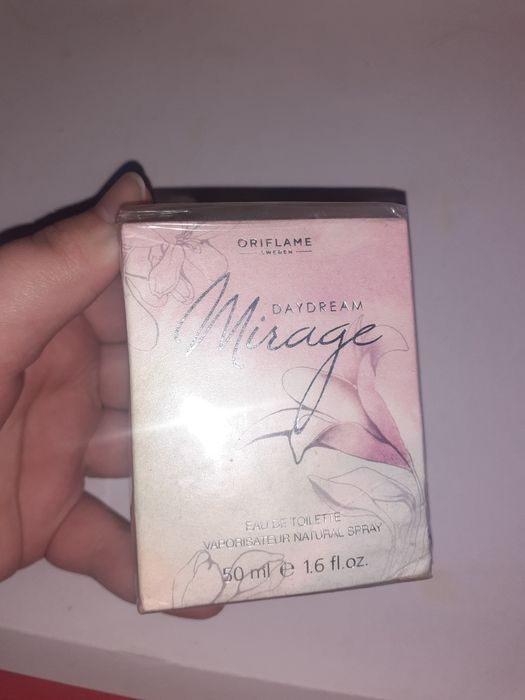 ORIFLAME
SWEDEN
DAYDREAM
Mirage
EAU DE TOILETTE
VAPORISATEUR NATURAL SPRAY
50 ml ℮ 1.6 fl.oz.